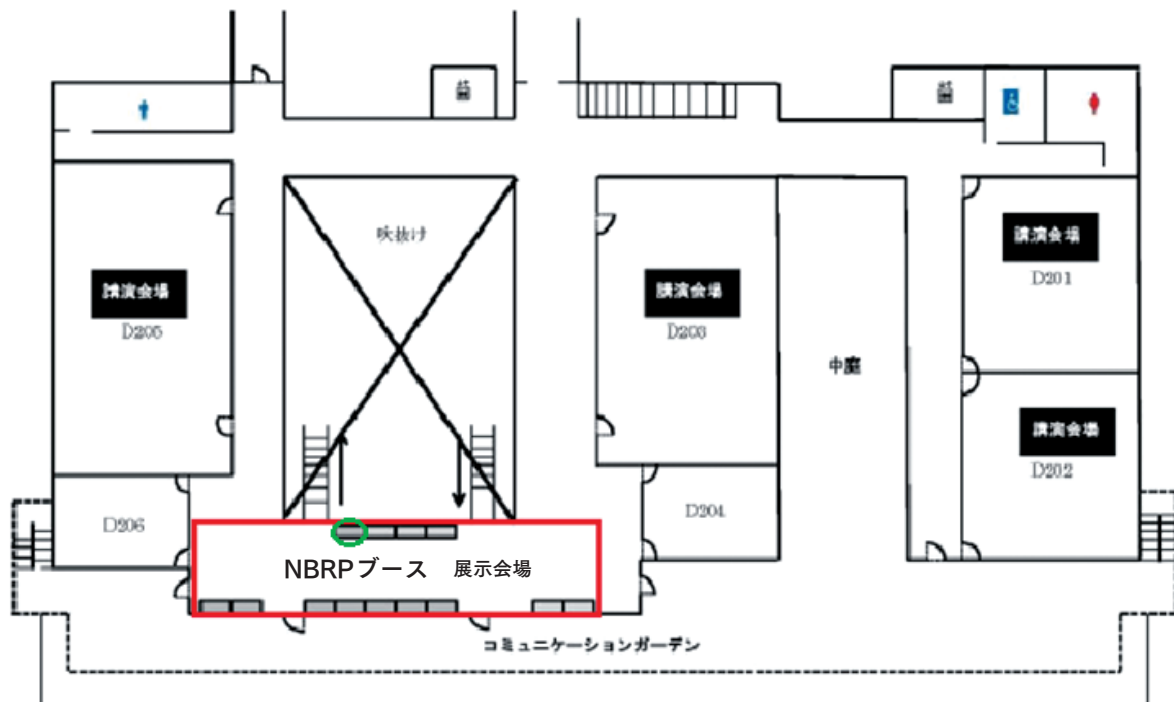 吹抜け
講演会場
D205
講演会場
D203
講演会場
D201
中庭
講演会場
D202
D206
D204
NBRPブース 展示会場
コミュニケーションガーデン